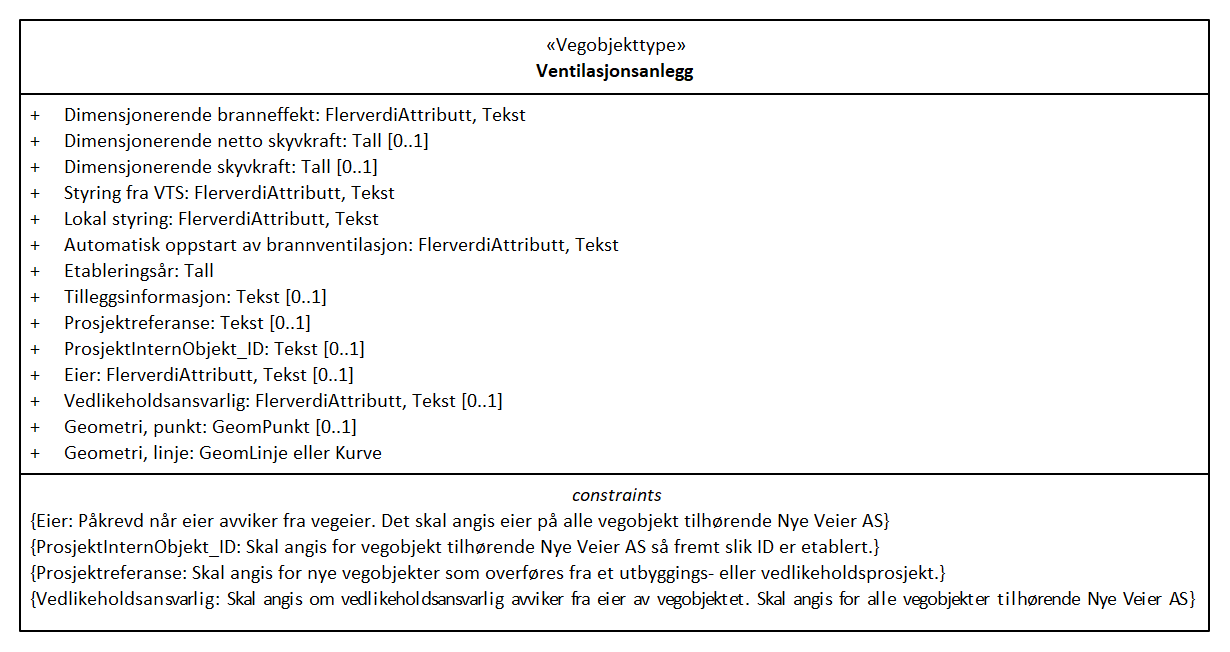 «Vegobjekttype»
Ventilasjonsanlegg
+ Dimensjonerende branneffekt: FlerverdiAttributt, Tekst
+ Dimensjonerende netto skyvkraft: Tall [0..1]
+ Dimensjonerende skyvkraft: Tall [0..1]
+ Styring fra VTS: FlerverdiAttributt, Tekst
+ Lokal styring: FlerverdiAttributt, Tekst
+ Automatisk oppstart av brannventilasjon: FlerverdiAttributt, Tekst
+ Etableringsår: Tall
+ Tilleggsinformasjon: Tekst [0..1]
+ Prosjektreferanse: Tekst [0..1]
+ ProsjektInternObjekt_ID: Tekst [0..1]
+ Eier: FlerverdiAttributt, Tekst [0..1]
+ Vedlikeholdsansvarlig: FlerverdiAttributt, Tekst [0..1]
+ Geometri, punkt: GeomPunkt [0..1]
+ Geometri, linje: GeomLinje eller Kurve
constraints
{Eier: Påkrevd når eier avviker fra vegeier. Det skal angis eier på alle vegobjekt tilhørende Nye Veier AS}
{ProsjektInternObjekt_ID: Skal angis for vegobjekt tilhørende Nye Veier AS så fremt slik ID er etablert.}
{Prosjektreferanse: Skal angis for nye vegobjekter som overføres fra et utbyggings- eller vedlikeholdsprosjekt.}
{Vedlikeholdsansvarlig: Skal angis om vedlikeholdsansvarlig avviker fra eier av vegobjektet. Skal angis for alle vegobjekter tilhørende Nye Veier AS}